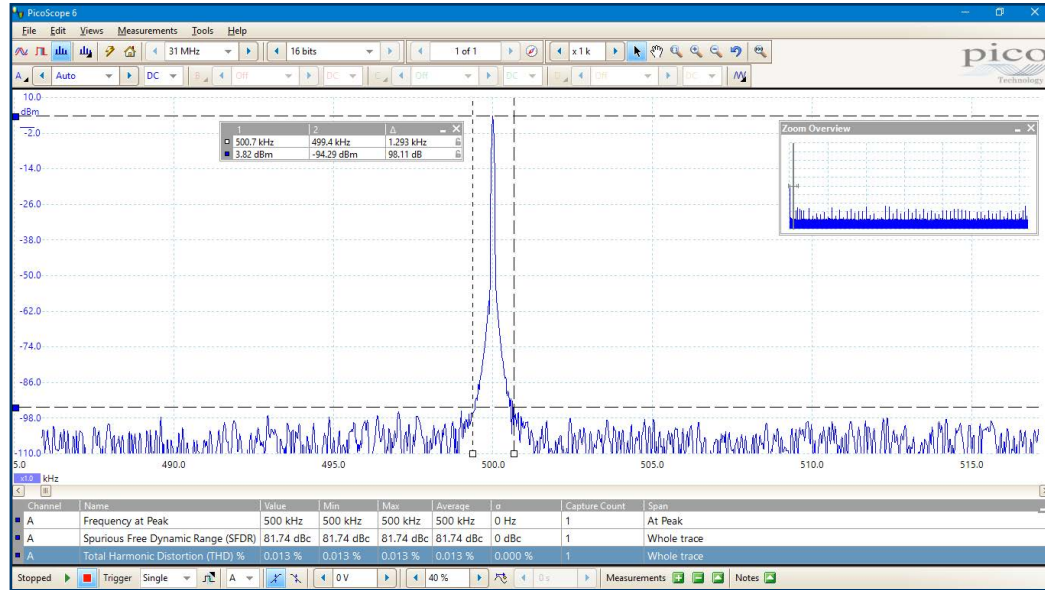 PicoScope 6
File Edit Views Measurements Tools Help
31 MHz 16 bits 1 of 1 x 1 k
pico
Technology
A Auto DC B Off DC C Off DC D Off DC
10.0
dBm
-2.0
-14.0
-26.0
-38.0
-50.0
-62.0
-74.0
-86.0
-98.0
-110.0
1 2 Δ
500.7 kHz 499.4 kHz 1.293 kHz
3.82 dBm -94.29 dBm 98.11 dB
Zoom Overview
5.0 490.0 495.0 500.0 505.0 510.0 515.0
x1.0 kHz
Channel Name Value Min Max Average σ Capture Count Span
A Frequency at Peak 500 kHz 500 kHz 500 kHz 500 kHz 0 Hz 1 At Peak
A Spurious Free Dynamic Range (SFDR) 81.74 dBc 81.74 dBc 81.74 dBc 81.74 dBc 0 dBc 1 Whole trace
A Total Harmonic Distortion (THD) % 0.013 % 0.013 % 0.013 % 0.013 % 0.000 % 1 Whole trace
Stopped Trigger Single A 0 V 40 % 0 s Measurements Notes